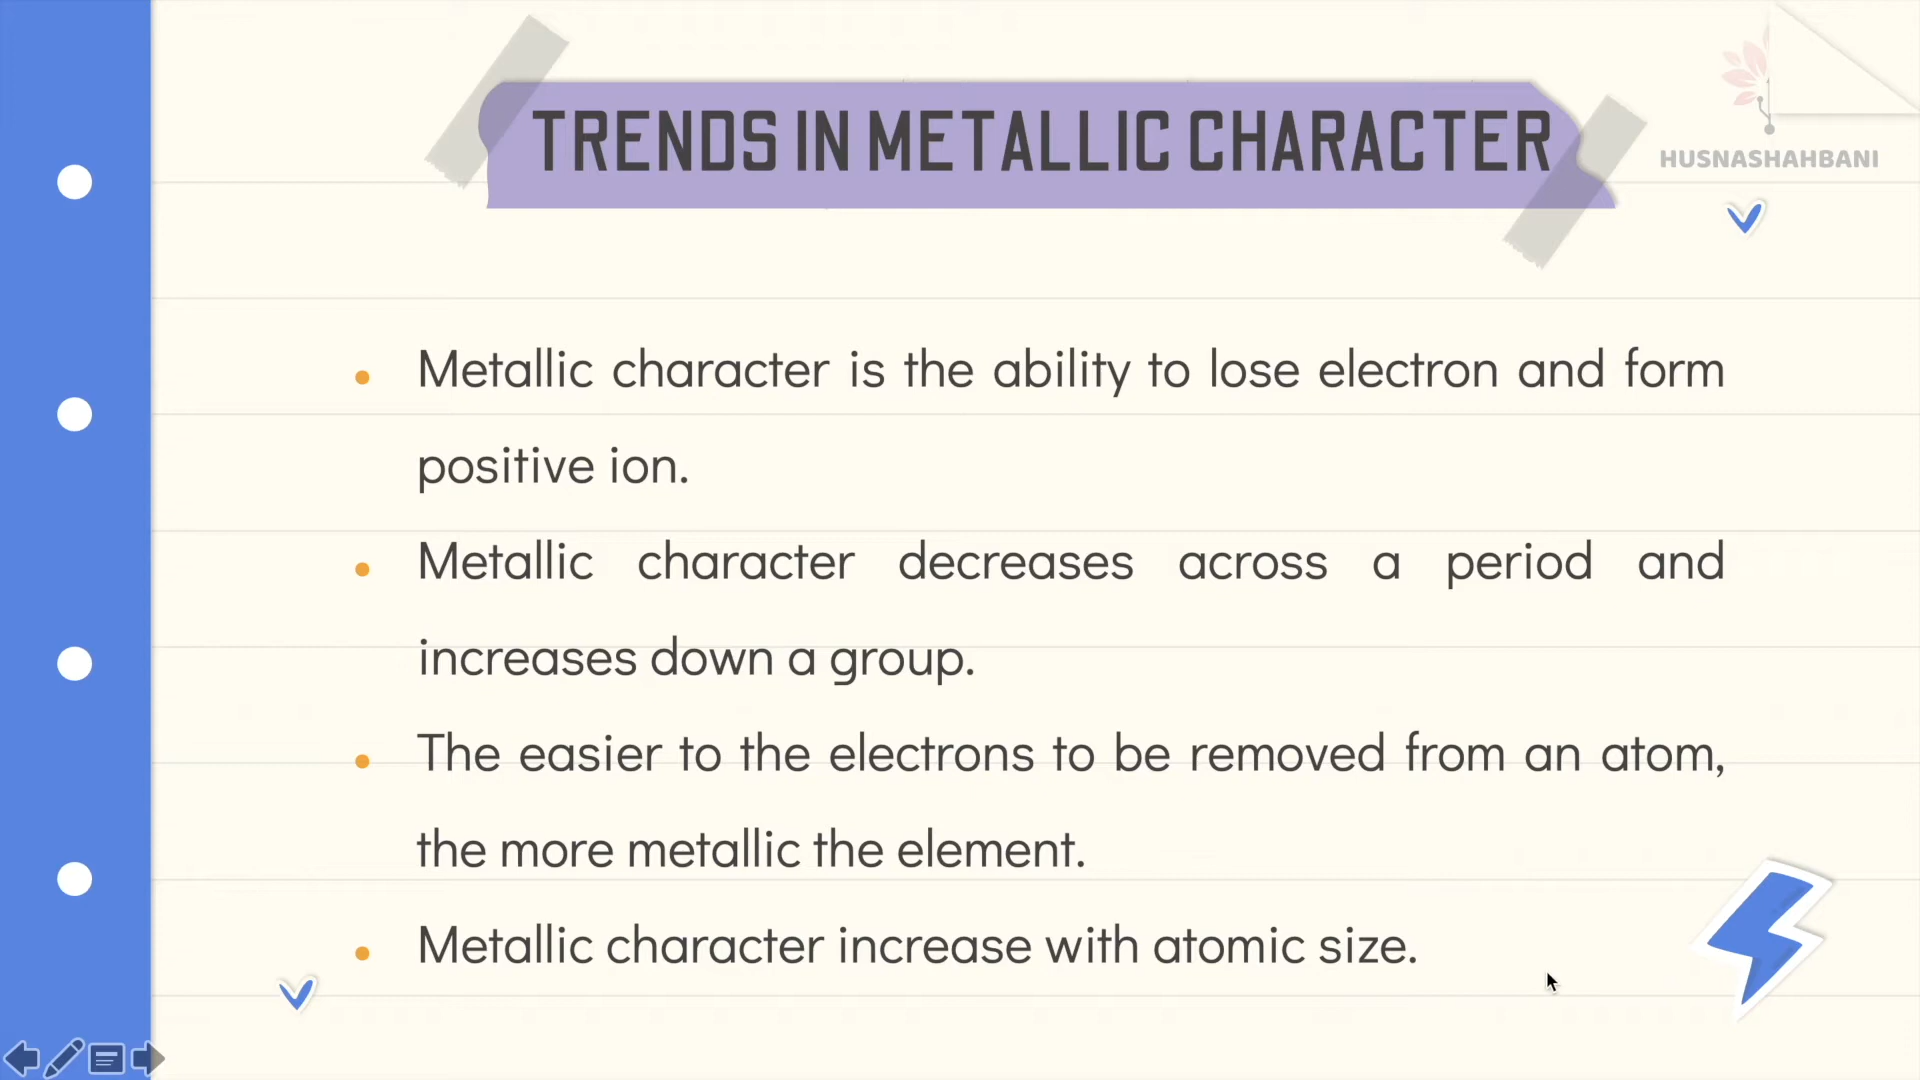 TRENDS IN METALLIC CHARACTER
HUSNASHAHBANI
Metallic character is the ability to lose electron and form
positive ion.
Metallic character decreases across a period and
increases down a group.
The easier to the electrons to be removed from an atom,
the more metallic the element.
Metallic character increase with atomic size.